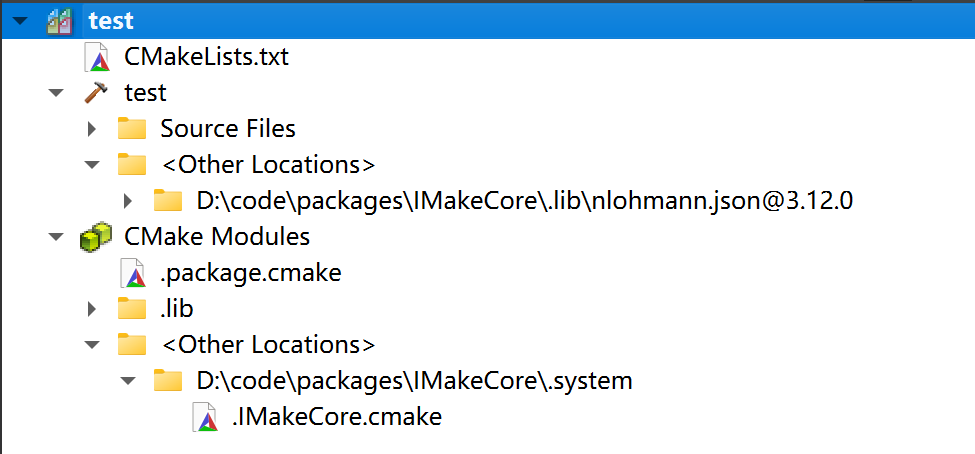 test
CMakeLists.txt
test
Source Files
<Other Locations>
D:\code\packages\IMakeCore\.lib\nlohmann.json@3.12.0
CMake Modules
.package.cmake
.lib
<Other Locations>
D:\code\packages\IMakeCore\.system
.IMakeCore.cmake